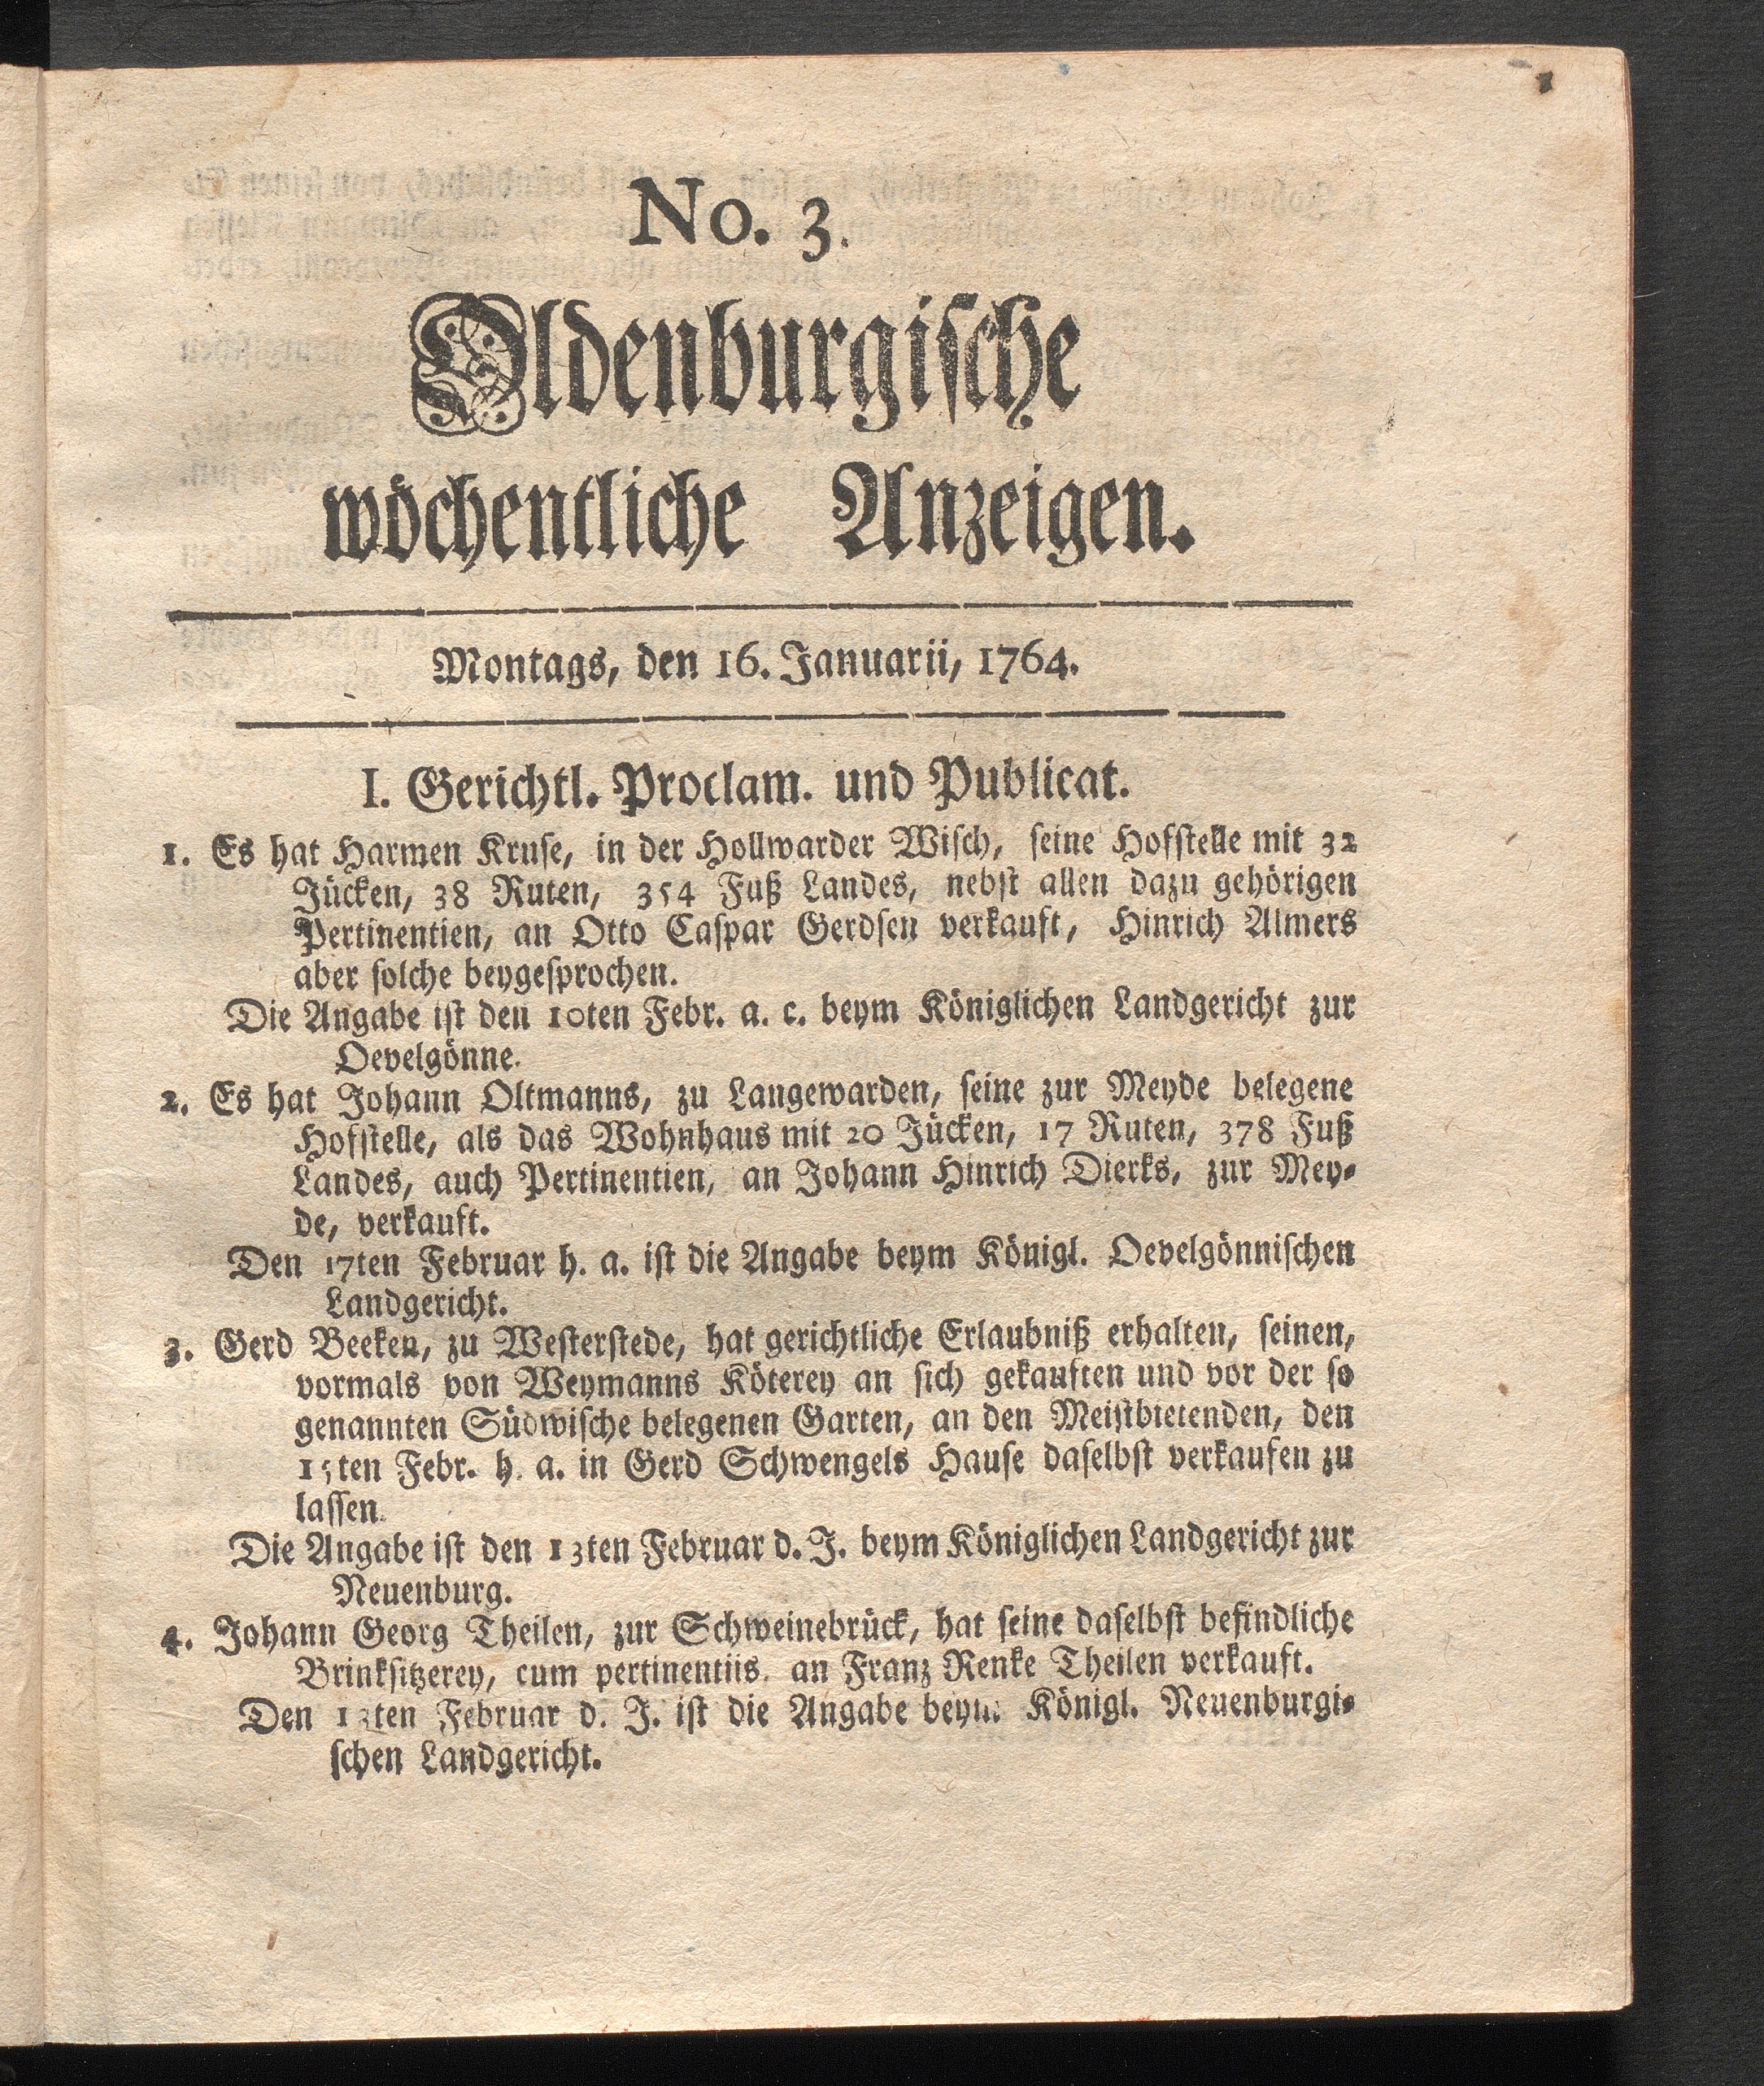 No. 3.
Oldenburgische
wöchentliche Anzeigen.
Montags, den 16. Januarii, 1764.
I. Gerichtl. Proclam. und Publicat.
1. Es hat Harmen Kruse, in der Hollwarder Wisch, seine Hofstelle mit 32
Jücken, 38 Ruten, 354 Fuß Landes, nebst allen dazu gehörigen
Pertinentien, an Otto Caspar Gerdsen verkauft, Hinrich Almers
aber solche beygesprochen.
Die Angabe ist den 10ten Febr. a. c. beym Königlichen Landgericht zur
Oevelgönne.
2. Es hat Johann Oltmanns, zu Langewarden, seine zur Meyde belegene
Hofstelle, als das Wohnhaus mit 20 Jücken, 17 Ruten, 378 Fuß
Landes, auch Pertinentien, an Johann Hinrich Dierks, zur Mey-
de, verkauft.
Den 17ten Februar h. a. ist die Angabe beym Königl. Oevelgönnischen
Landgericht.
3. Gerd Beeken, zu Westerstede, hat gerichtliche Erlaubniß erhalten, seinen,
vormals von Weymanns Köterey an sich gekauften und vor der so
genannten Südwische belegenen Garten, an den Meistbietenden, den
15ten Febr. h. a. in Gerd Schwengels Hause daselbst verkaufen zu
lassen.
Die Angabe ist den 13ten Februar d. J. beym Königlichen Landgericht zur
Neuenburg.
4. Johann Georg Theilen, zur Schweinebrück, hat seine daselbst befindliche
Brinksitzerey, cum pertinentiis. an Franz Renke Theilen verkauft.
Den 13ten Februar d. J. ist die Angabe beym Königl. Neuenburgi-
schen Landgericht.